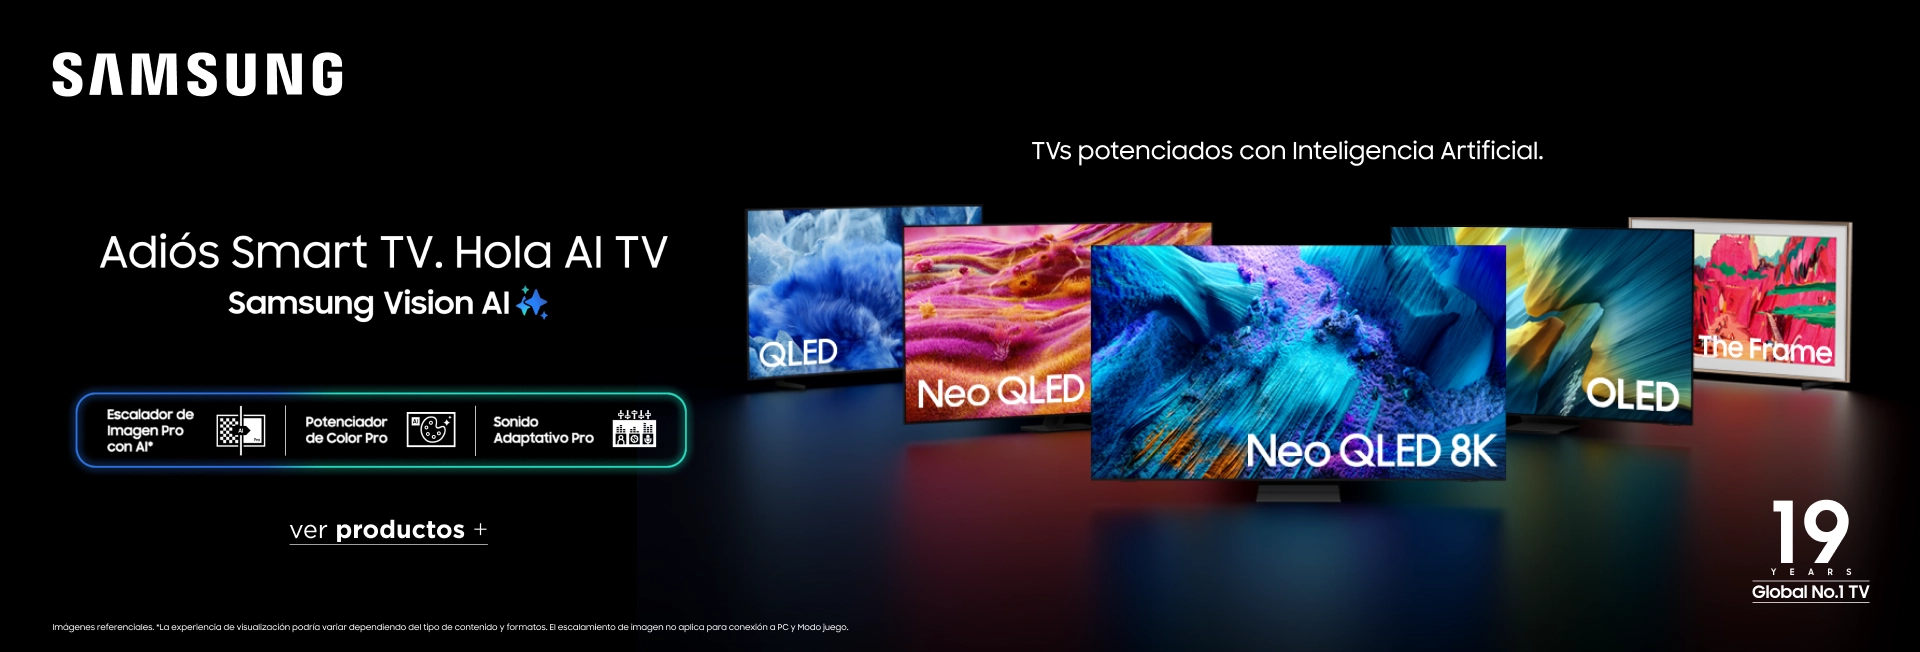 SAMSUNG
TVs potenciados con Inteligencia Artificial.
Adiós Smart TV. Hola AI TV
Samsung Vision AI
QLED
Neo QLED
Neo QLED 8K
OLED
The Frame
Escalador de
Imagen Pro
con AI*
AI
Pro
Potenciador
de Color Pro
AI
Sonido
Adaptativo Pro
ver productos +
19
YEARS
Global No.1 TV
Imágenes referenciales. *La experiencia de visualización podría variar dependiendo del tipo de contenido y formatos. El escalamiento de imagen no aplica para conexión a PC y Modo juego.